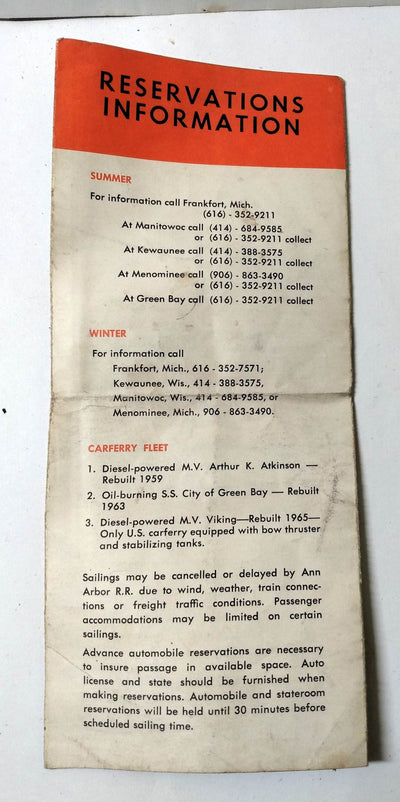 RESERVATIONS
INFORMATION
SUMMER
For information call Frankfort, Mich.
(616) - 352-9211
At Manitowoc call (414) - 684-9585
or (616) - 352-9211 collect
At Kewaunee call (414) - 388-3575
or (616) - 352-9211 collect
At Menominee call (906) - 863-3490
or (616) - 352-9211 collect
At Green Bay call (616) - 352-9211 collect
WINTER
For information call
Frankfort, Mich., 616 - 352-7571;
Kewaunee, Wis., 414 - 388-3575,
Manitowoc, Wis., 414 - 684-9585, or
Menominee, Mich., 906 - 863-3490.
CARFERRY FLEET
1. Diesel-powered M.V. Arthur K. Atkinson —
Rebuilt 1959
2. Oil-burning S.S. City of Green Bay — Rebuilt
1963
3. Diesel-powered M.V. Viking—Rebuilt 1965—
Only U.S. carferry equipped with bow thruster
and stabilizing tanks.
Sailings may be cancelled or delayed by Ann
Arbor R.R. due to wind, weather, train connec-
tions or freight traffic conditions. Passenger
accommodations may be limited on certain
sailings.
Advance automobile reservations are necessary
to insure passage in available space. Auto
license and state should be furnished when
making reservations. Automobile and stateroom
reservations will be held until 30 minutes before
scheduled sailing time.